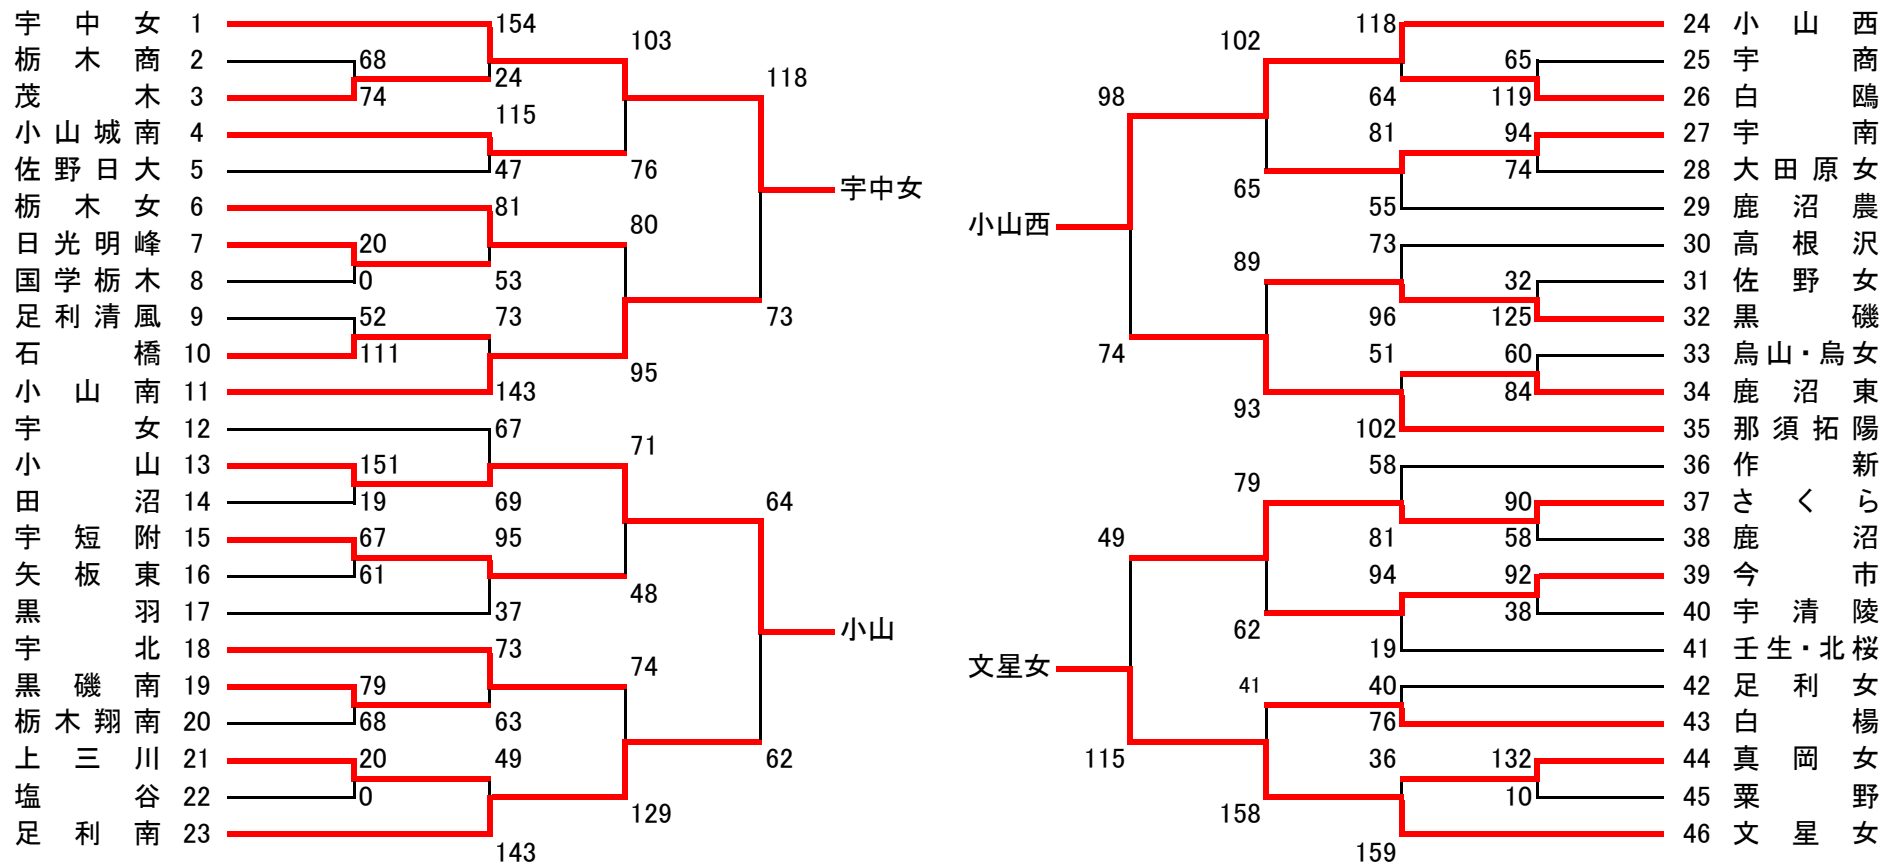 宇中女 1 154 118 24 小山西
103 102
栃木商 2 68 65 25 宇商
24 118
茂木 3 74 98 64 119 26 白鴎
115
小山城南 4 81 94 27 宇南
佐野日大 5 47 76 74 28 大田原女
宇中女 65
栃木女 6 81 55 29 鹿沼農
80 小山西
日光明峰 7 20 73 30 高根沢
89
国学栃木 8 0 53 32 31 佐野女
足利清風 9 52 73 73 96 125 32 黒磯
石橋 10 111 74 51 60 33 烏山・烏女
95
小山南 11 143 84 34 鹿沼東
93
宇女 12 67 102 35 那須拓陽
71
小山 13 151 58 36 作新
79
田沼 14 19 69 64 90 37 さくら
宇短附 15 67 95 49 81 58 38 鹿沼
矢板東 16 61 94 92 39 今市
48
黒羽 17 37 38 40 宇清陵
小山 62
宇北 18 73 19 41 壬生・北桜
74 文星女
黒磯南 19 79 41 40 42 足利女
栃木翔南 20 68 63 76 43 白楊
上三川 21 20 49 62 115 36 132 44 真岡女
塩谷 22 0 10 45 粟野
129 158
足利南 23 46 文星女
143 159